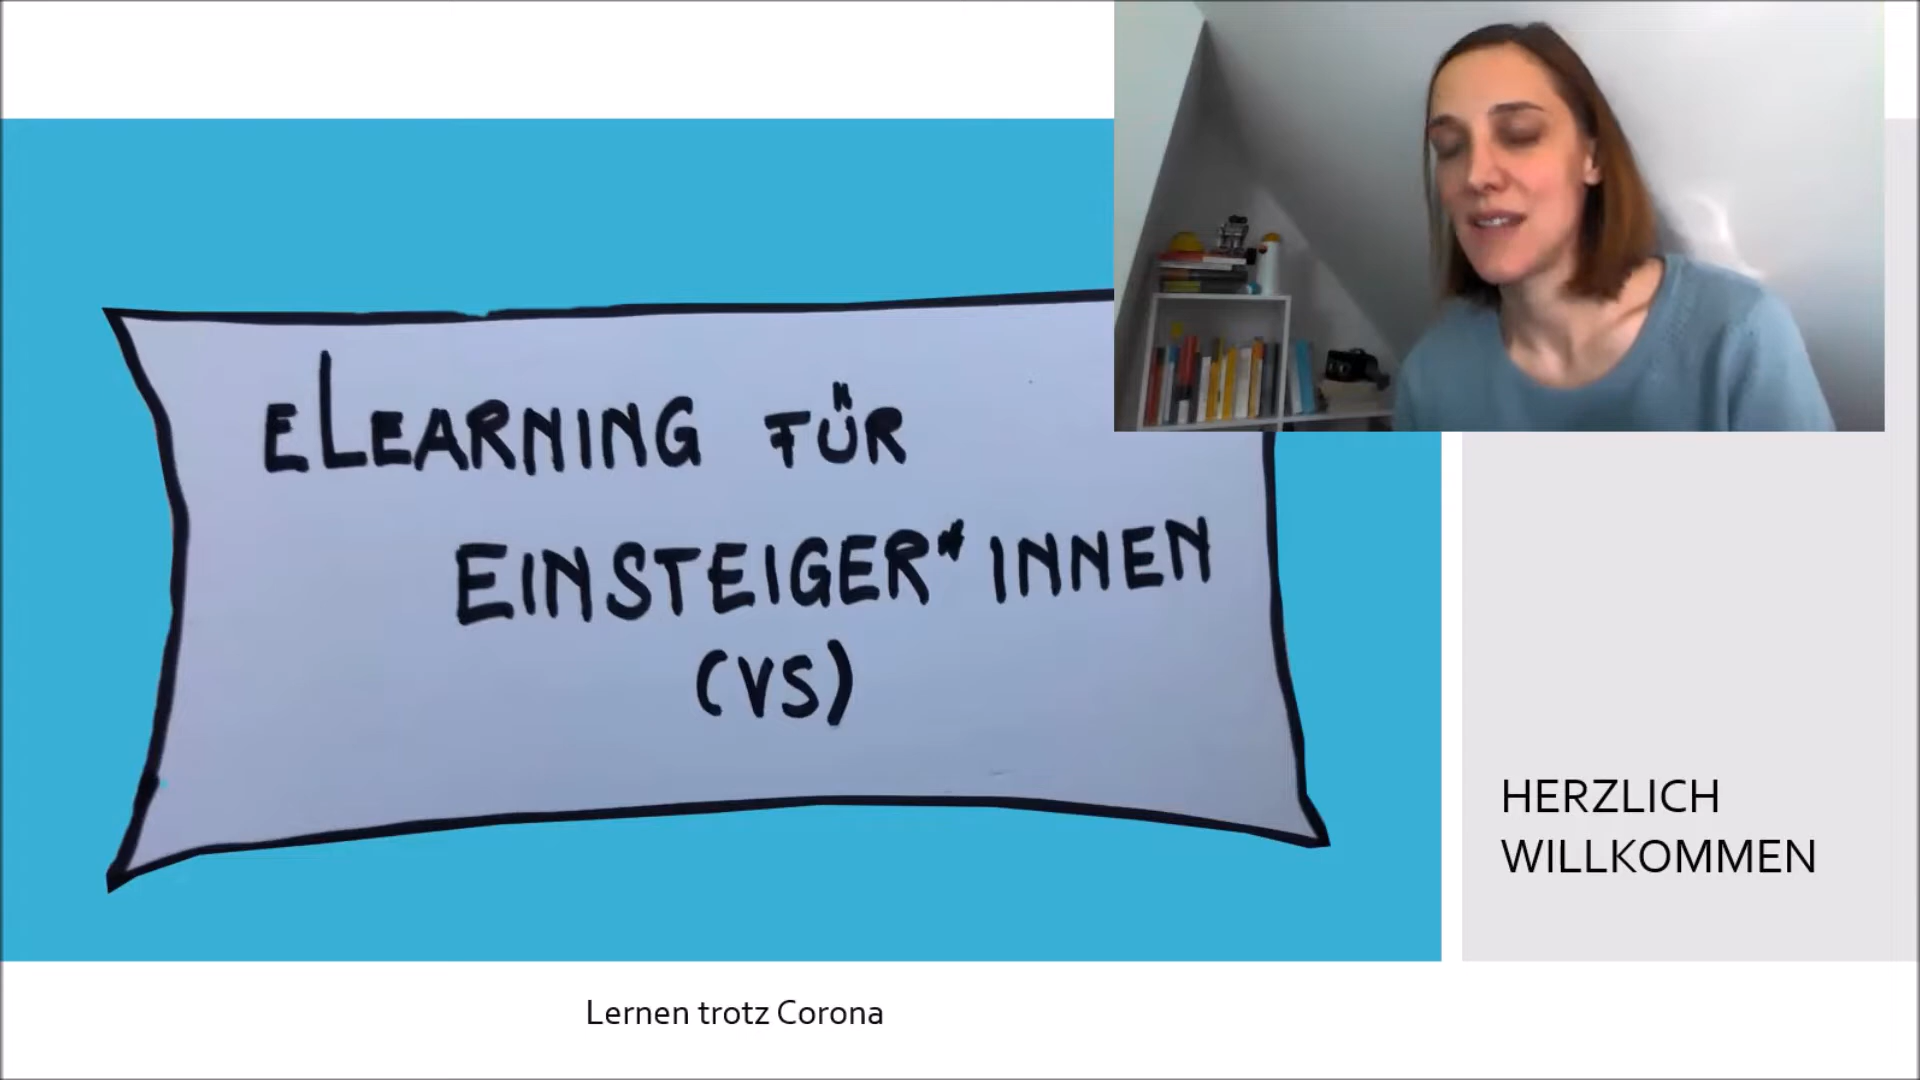 eLEARNING FÜR
EINSTEIGER*INNEN
(VS)
HERZLICH
WILLKOMMEN
Lernen trotz Corona